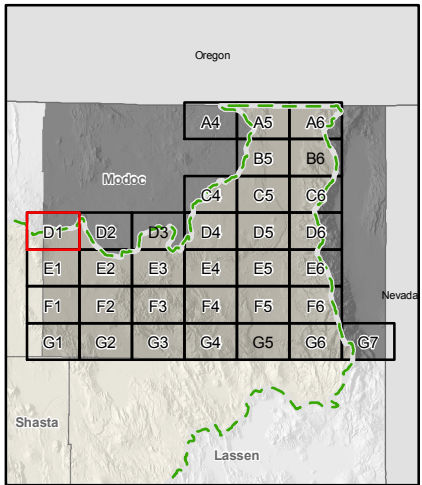 Oregon
A4 A5 A6
B5 B6
Modoc
C4 C5 C6
D1 D2 D3 D4 D5 D6
E1 E2 E3 E4 E5 E6
Nevada
F1 F2 F3 F4 F5 F6
G1 G2 G3 G4 G5 G6 G7
Shasta
Lassen